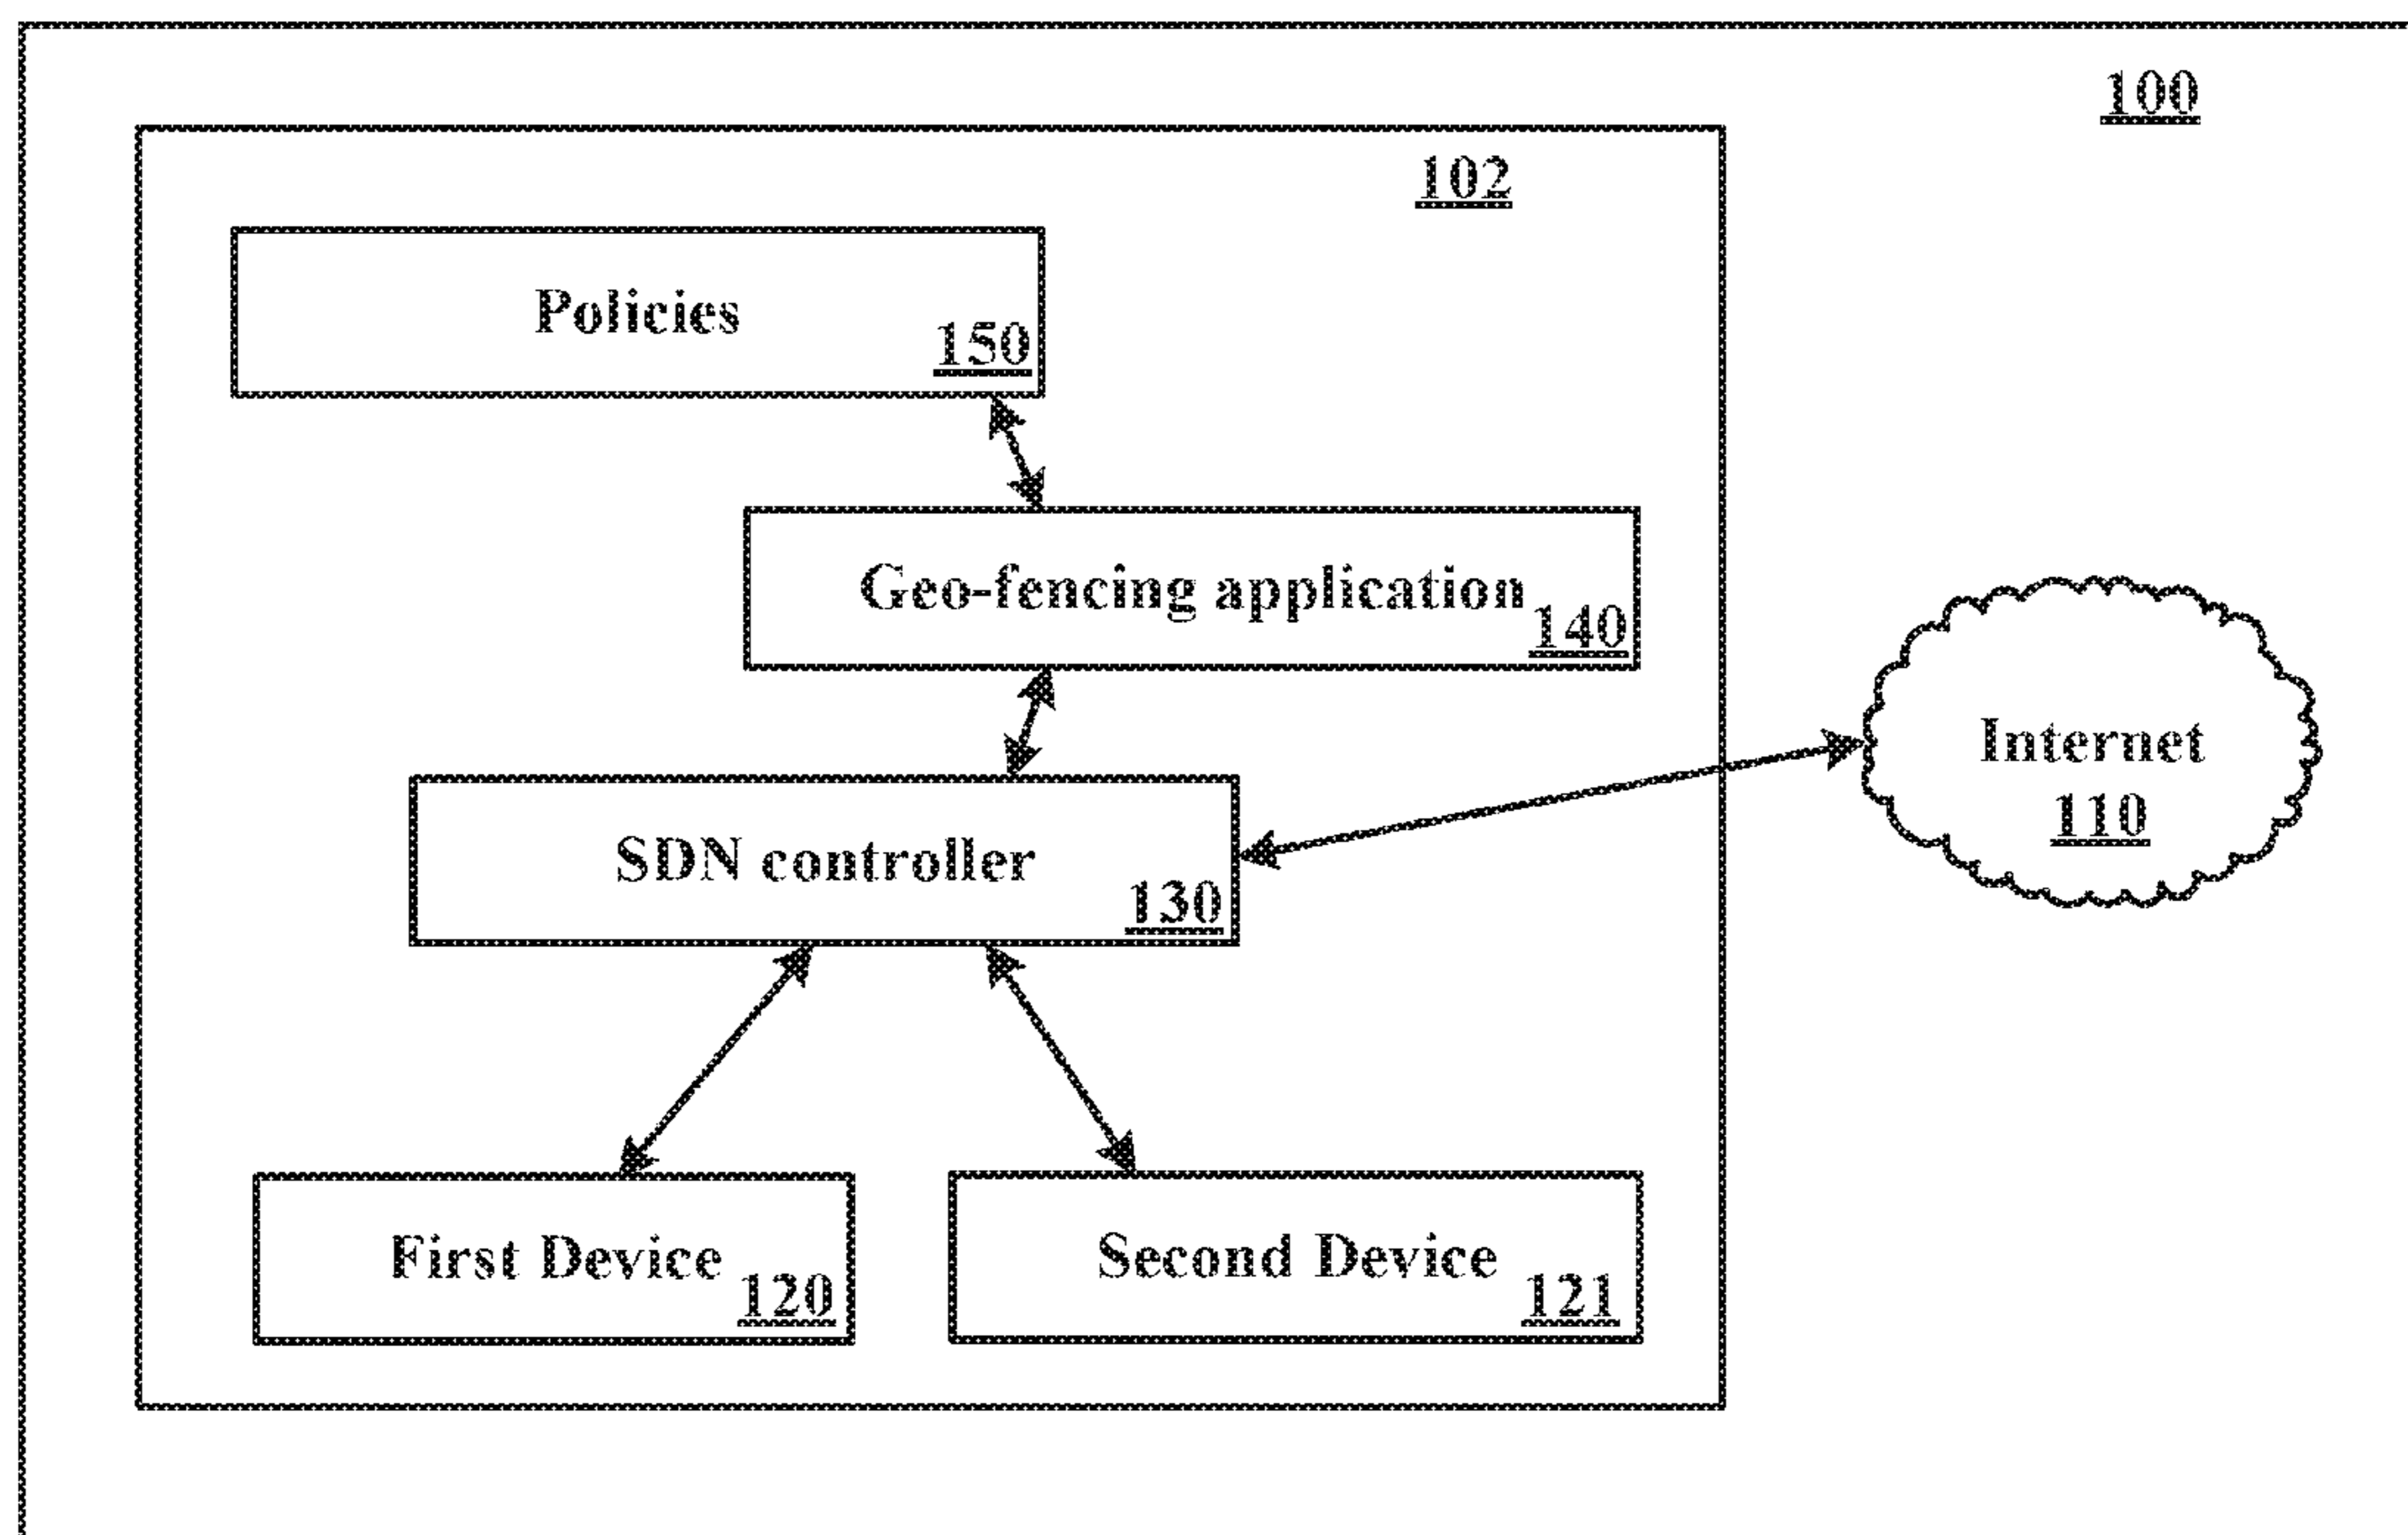 100
102
Policies
150
Geo-fencing application
140
Internet
110
SDN controller
130
First Device
120
Second Device
121